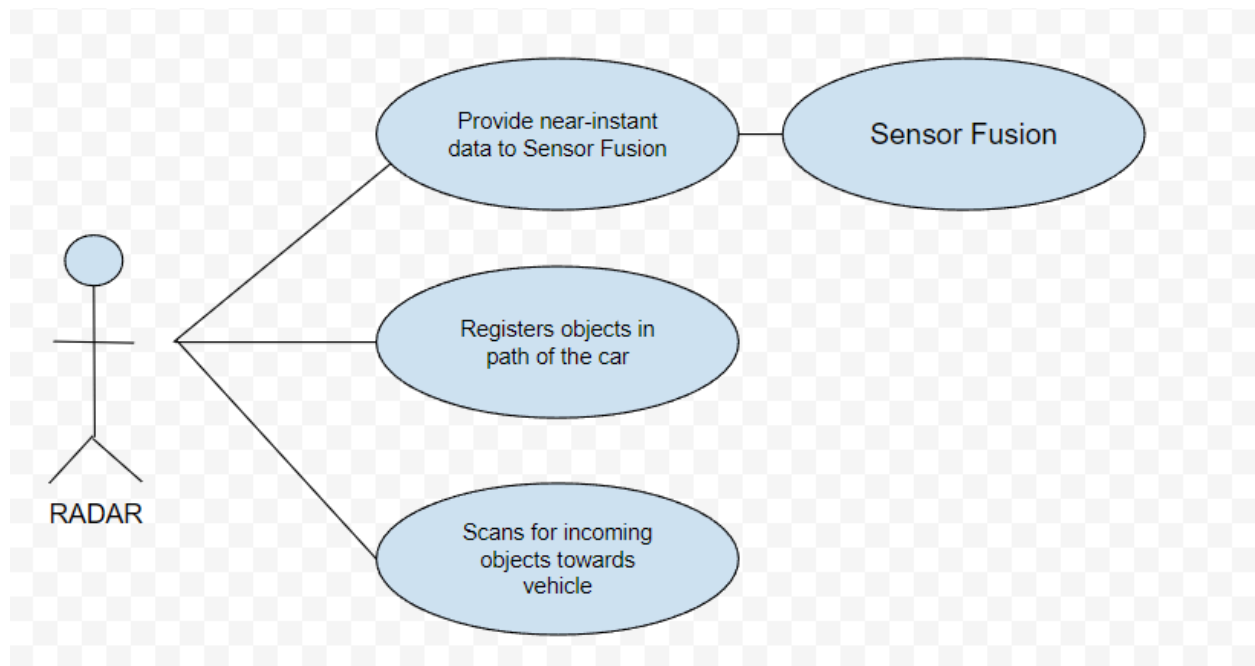 Provide near-instant
data to Sensor Fusion
Sensor Fusion
Registers objects in
path of the car
RADAR
Scans for incoming
objects towards
vehicle